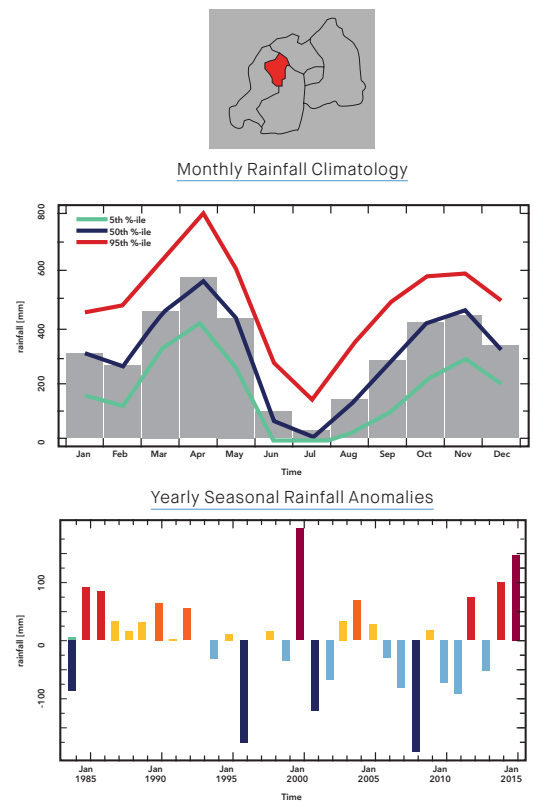 Monthly Rainfall Climatology
800
600
400
200
0
rainfall [mm]
5th %-ile
50th %-ile
95th %-ile
Jan Feb Mar Apr May Jun Jul Aug Sep Oct Nov Dec
Time
Yearly Seasonal Rainfall Anomalies
100
0
-100
rainfall [mm]
Jan Jan Jan Jan Jan Jan Jan
1985 1990 1995 2000 2005 2010 2015
Time